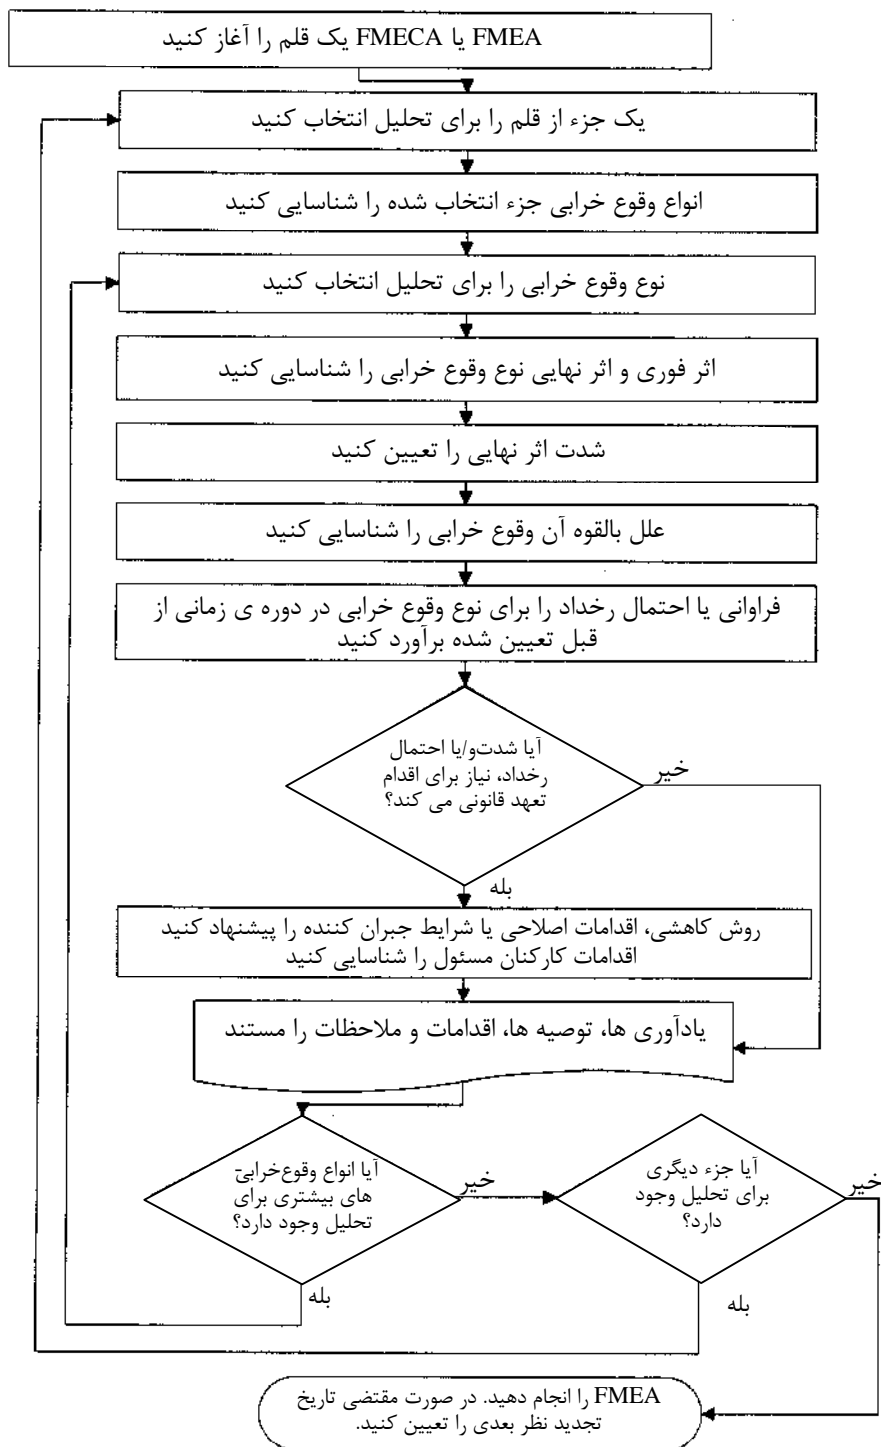 FMEA یا FMECA یک قلم را آغاز کنید
یک جزء از قلم را برای تحلیل انتخاب کنید
انواع وقوع خرابی جزء انتخاب شده را شناسایی کنید
نوع وقوع خرابی را برای تحلیل انتخاب کنید
اثر فوری و اثر نهایی نوع وقوع خرابی را شناسایی کنید
شدت اثر نهایی را تعیین کنید
علل بالقوه آن وقوع خرابی را شناسایی کنید
فراوانی یا احتمال رخداد را برای نوع وقوع خرابی در دوره ی زمانی از
قبل تعیین شده برآورد کنید
آیا شدتو/یا احتمال
رخداد، نیاز برای اقدام
تعهد قانونی می کند؟
خیر
بله
روش کاهشی، اقدامات اصلاحی یا شرایط جبران کننده را پیشنهاد کنید
اقدامات کارکنان مسئول را شناسایی کنید
یادآوری ها، توصیه ها، اقدامات و ملاحظات را مستند
آیا انواع وقوع‌خرابی-
های بیشتری برای
تحلیل وجود دارد؟
خیر
بله
آیا جزء دیگری
برای تحلیل وجود
دارد؟
خیر
بله
FMEA را انجام دهید. در صورت مقتضی تاریخ
تجدید نظر بعدی را تعیین کنید.